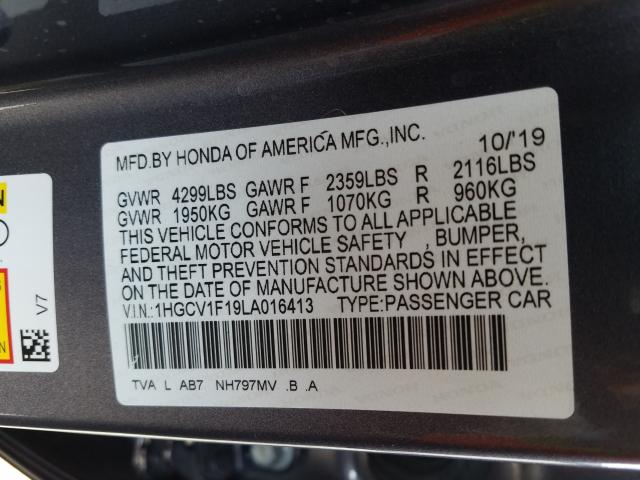 MFD.BY HONDA OF AMERICA MFG.,INC. 10/'19
GVWR 4299LBS GAWR F 2359LBS R 2116LBS
GVWR 1950KG GAWR F 1070KG R 960KG
THIS VEHICLE CONFORMS TO ALL APPLICABLE
FEDERAL MOTOR VEHICLE SAFETY , BUMPER,
AND THEFT PREVENTION STANDARDS IN EFFECT
ON THE DATE OF MANUFACTURE SHOWN ABOVE.
V.I.N.:1HGCV1F19LA016413 TYPE:PASSENGER CAR
TVA L AB7 NH797MV .B .A
V7